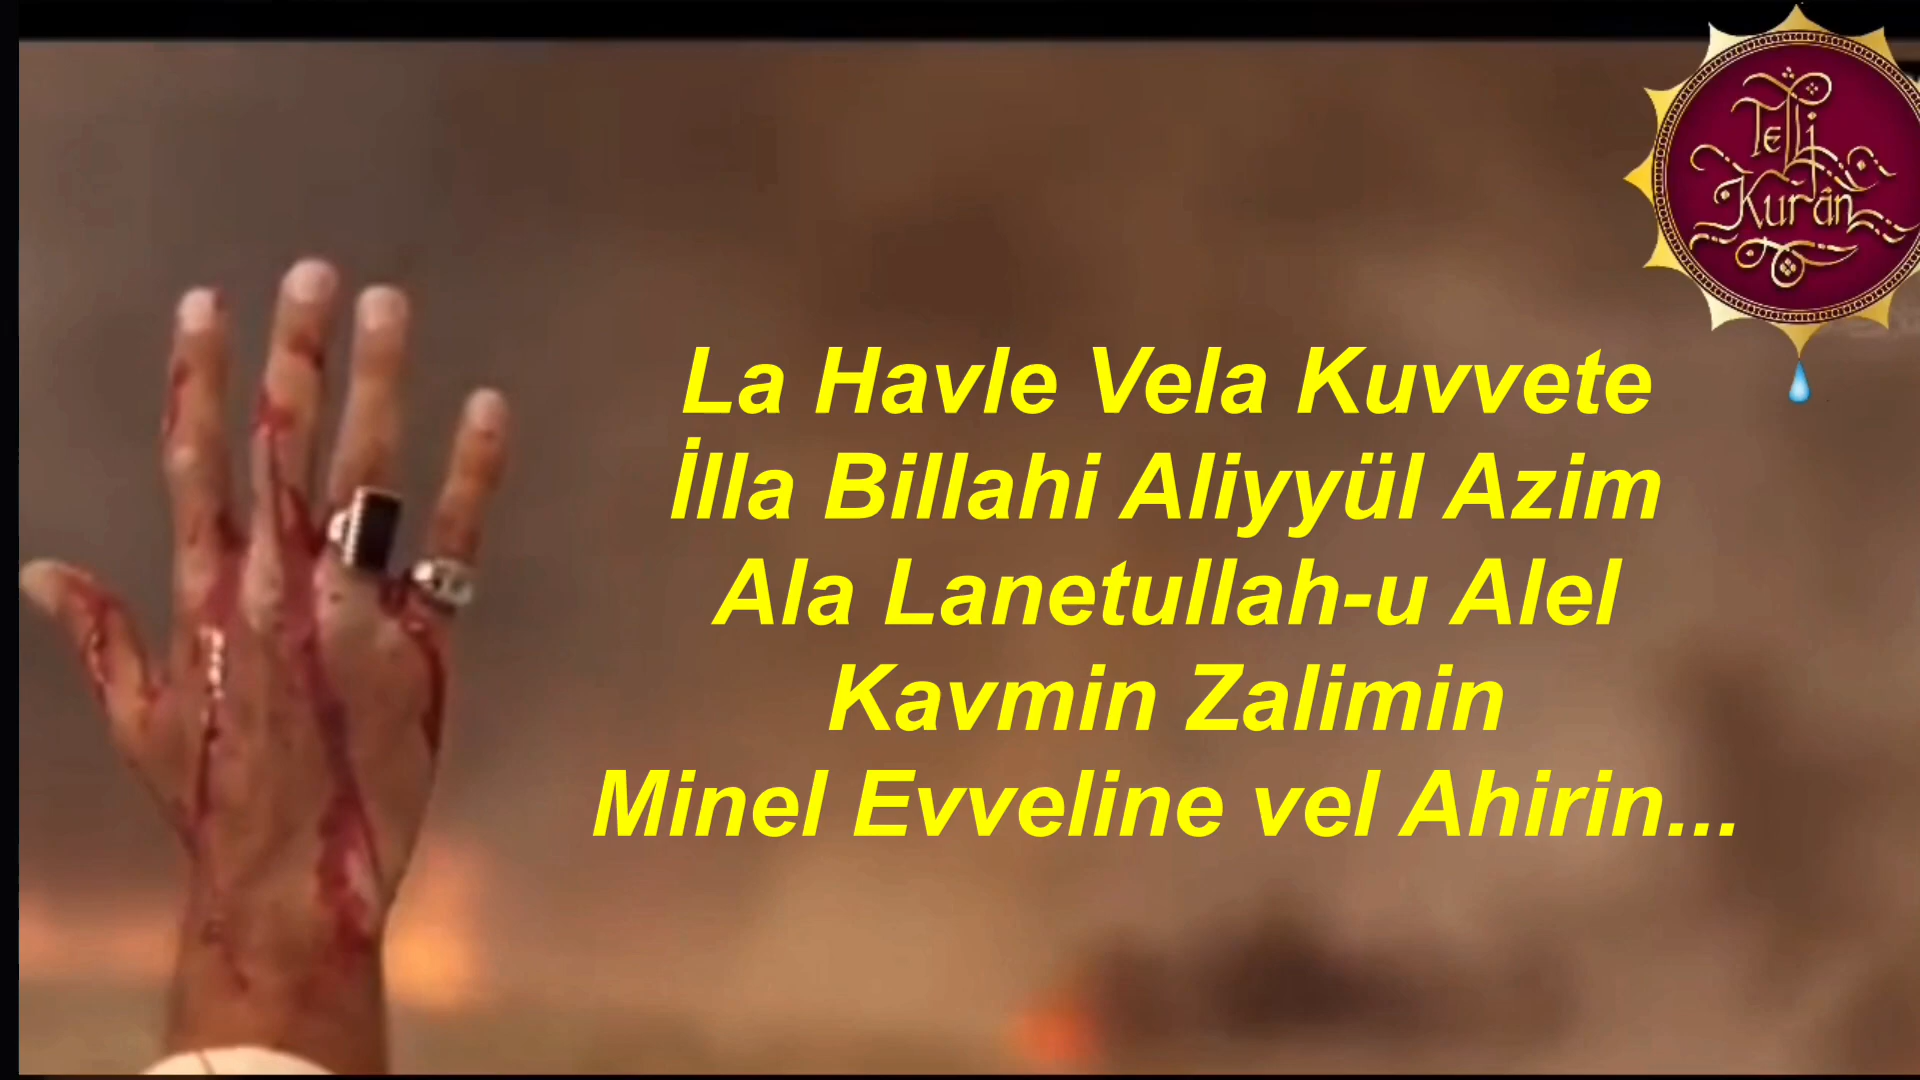 Telli
Kur'ân
La Havle Vela Kuvvete
İlla Billahi Aliyyül Azim
Ala Lanetullah-u Alel
Kavmin Zalimin
Minel Evveline vel Ahirin...